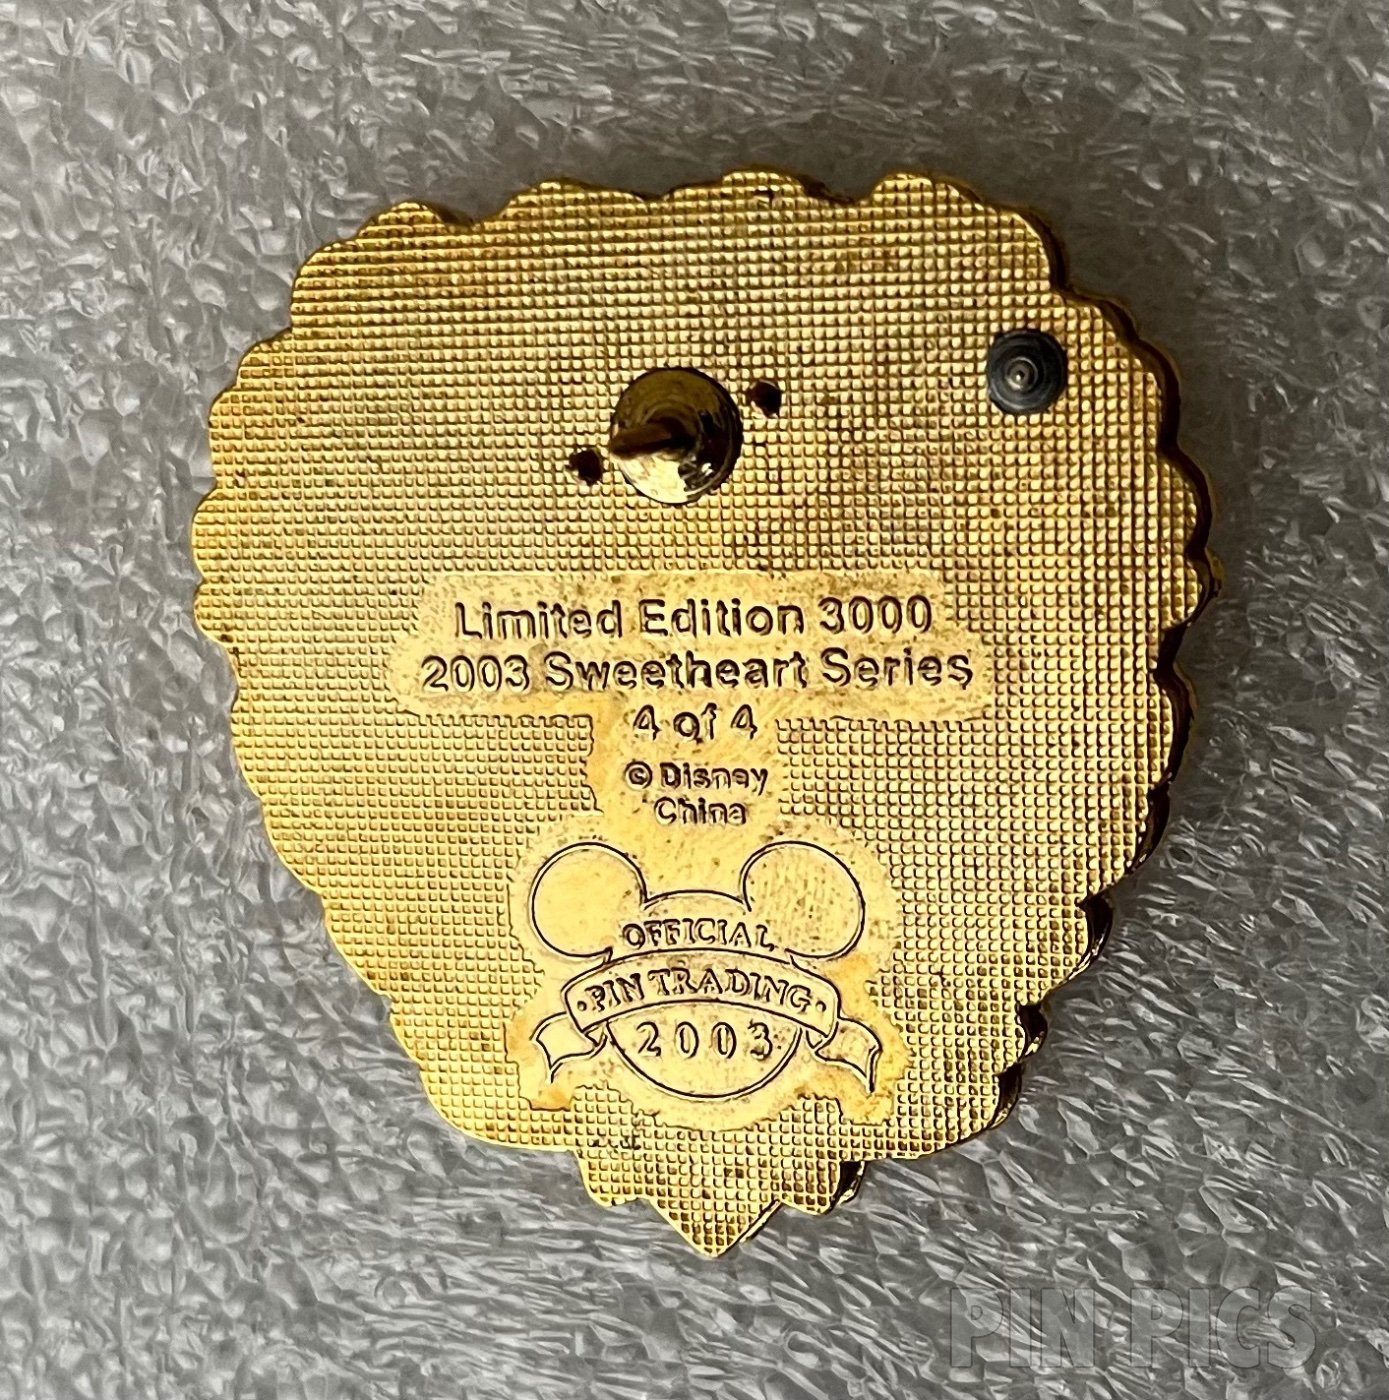 Limited Edition 3000
2003 Sweetheart Series
4 of 4
© Disney
China
OFFICIAL
·PIN TRADING·
2003
PIN PICS